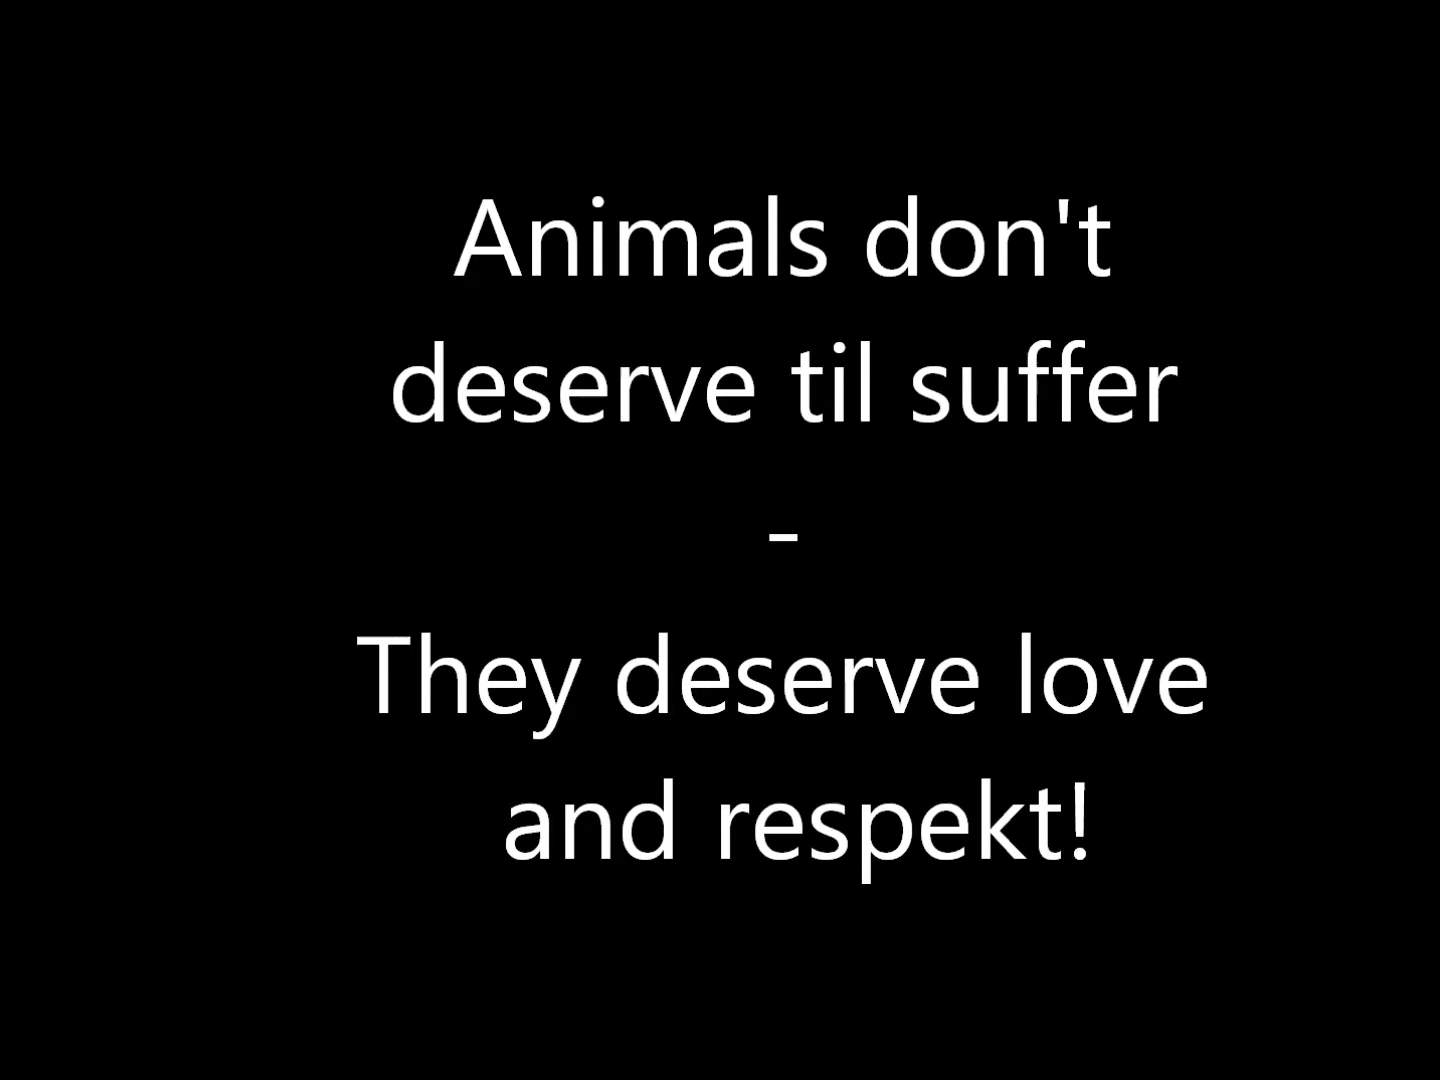 Animals don't
deserve til suffer
-
They deserve love
and respekt!